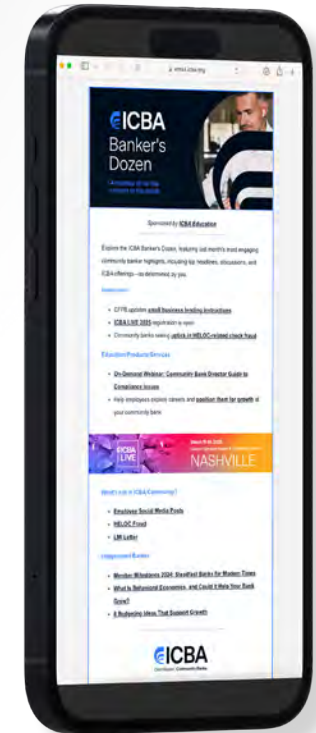 ICBA
Banker's
Dozen
Sponsored by ICBA Education
Explore the ICBA Banker's Dozen, featuring last month's most engaging
community banker highlights, including top headlines, discussions, and
ICBA offerings—as determined by you.
CFPB updates small business lending instructions
ICBA LIVE 2025 registration is open
Community banks seeing uptick in HELOC-related check fraud
Education/Products/Services
On-Demand Webinar: Community Bank Director Guide to
Compliance Issues
Help employees explore careers and position them for growth at
your community bank.
ICBA
LIVE
NASHVILLE
What's Hot in ICBA Community?
Employee Social Media Posts
HELOC Fraud
LMI Letter
Independent Banker
Member Milestones 2024: Steadfast Banks for Modern Times
What Is Behavioral Economics, and Could It Help Your Bank
Grow?
8 Budgeting Ideas That Support Growth
ICBA